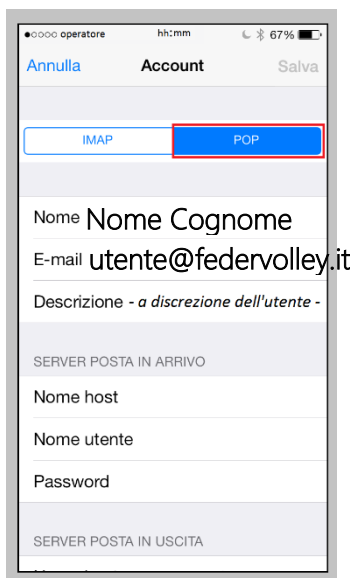 ●○○○○ operatore hh:mm 67%
Annulla Account Salva
IMAP POP
Nome Nome Cognome
E-mail utente@federvolley.it
Descrizione - a discrezione dell'utente -
SERVER POSTA IN ARRIVO
Nome host
Nome utente
Password
SERVER POSTA IN USCITA